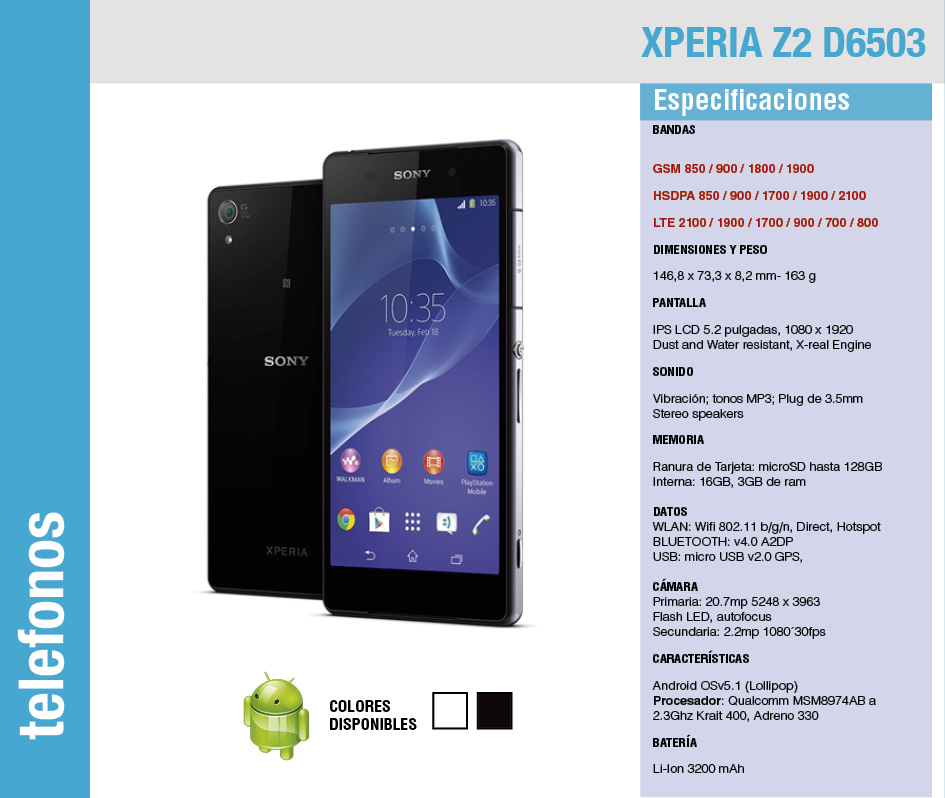 XPERIA Z2 D6503
Especificaciones
BANDAS
GSM 850 / 900 / 1800 / 1900
HSDPA 850 / 900 / 1700 / 1900 / 2100
LTE 2100 / 1900 / 1700 / 900 / 700 / 800
DIMENSIONES Y PESO
146,8 x 73,3 x 8,2 mm- 163 g
PANTALLA
IPS LCD 5.2 pulgadas, 1080 x 1920
Dust and Water resistant, X-real Engine
SONIDO
Vibración; tonos MP3; Plug de 3.5mm
Stereo speakers
MEMORIA
Ranura de Tarjeta: microSD hasta 128GB
Interna: 16GB, 3GB de ram
DATOS
WLAN: Wifi 802.11 b/g/n, Direct, Hotspot
BLUETOOTH: v4.0 A2DP
USB: micro USB v2.0 GPS,
CÁMARA
Primaria: 20.7mp 5248 x 3963
Flash LED, autofocus
Secundaria: 2.2mp 1080´30fps
CARACTERÍSTICAS
Android OSv5.1 (Lollipop)
Procesador: Qualcomm MSM8974AB a
2.3Ghz Krait 400, Adreno 330
BATERÍA
Li-Ion 3200 mAh
SONY
10:35
10:35
Tuesday, Feb 18
WALKMAN
Album
Movies
PlayStation
Mobile
G
SONY
XPERIA
COLORES
DISPONIBLES
telefonos